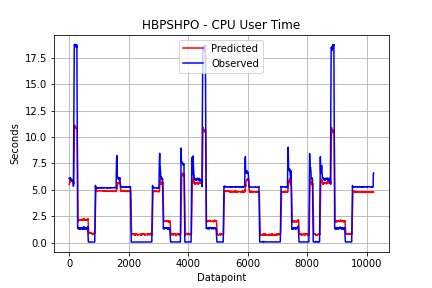 HBPSHPO - CPU User Time
Predicted
Observed
Seconds
17.5
15.0
12.5
10.0
7.5
5.0
2.5
0.0
0 2000 4000 6000 8000 10000
Datapoint